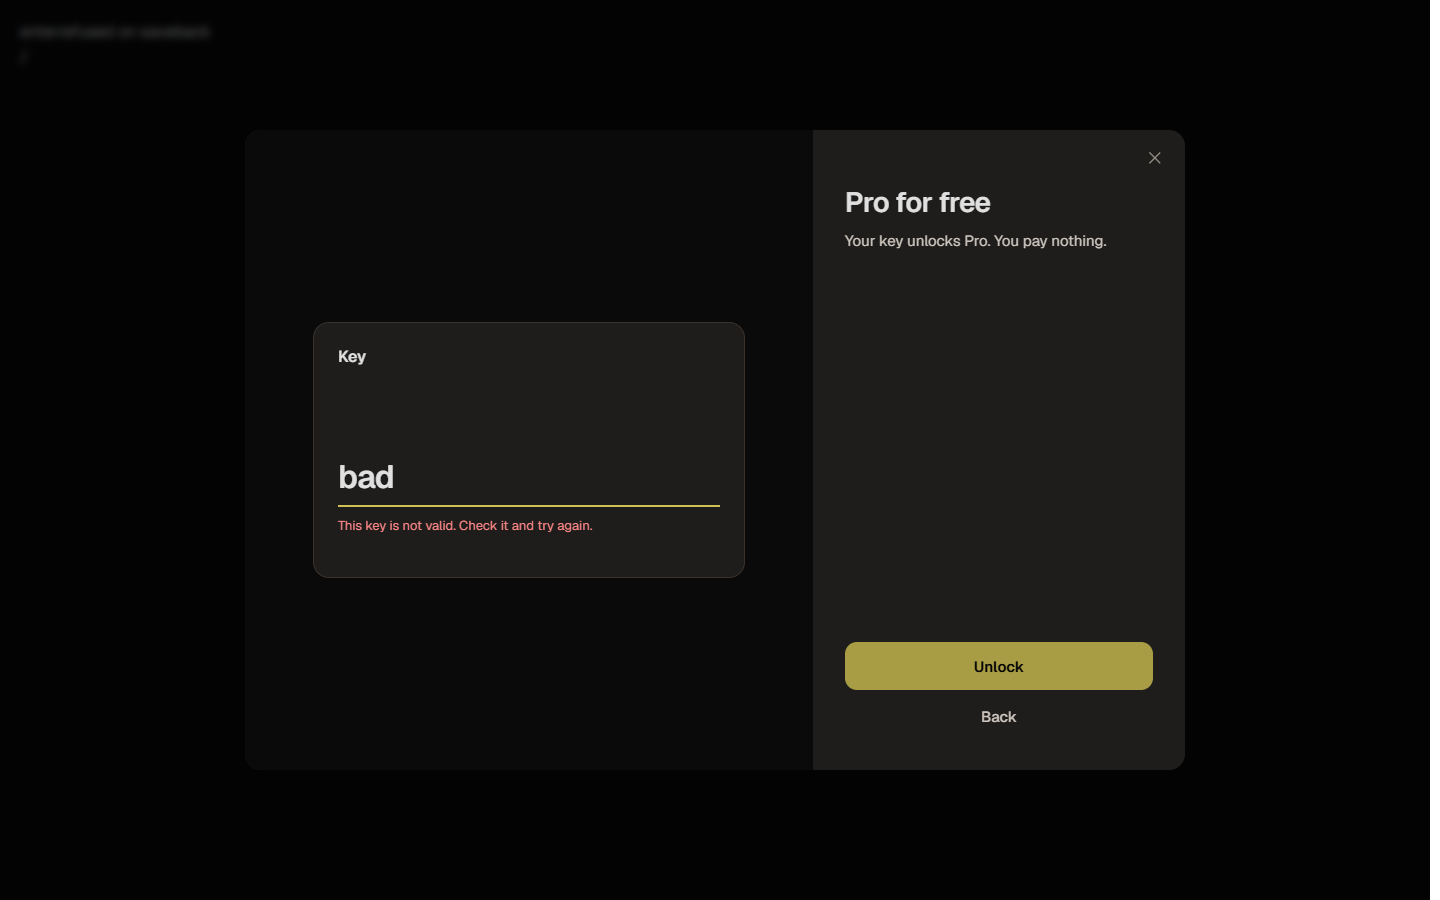 Key
bad
This key is not valid. Check it and try again.
Pro for free
Your key unlocks Pro. You pay nothing.
Unlock
Back